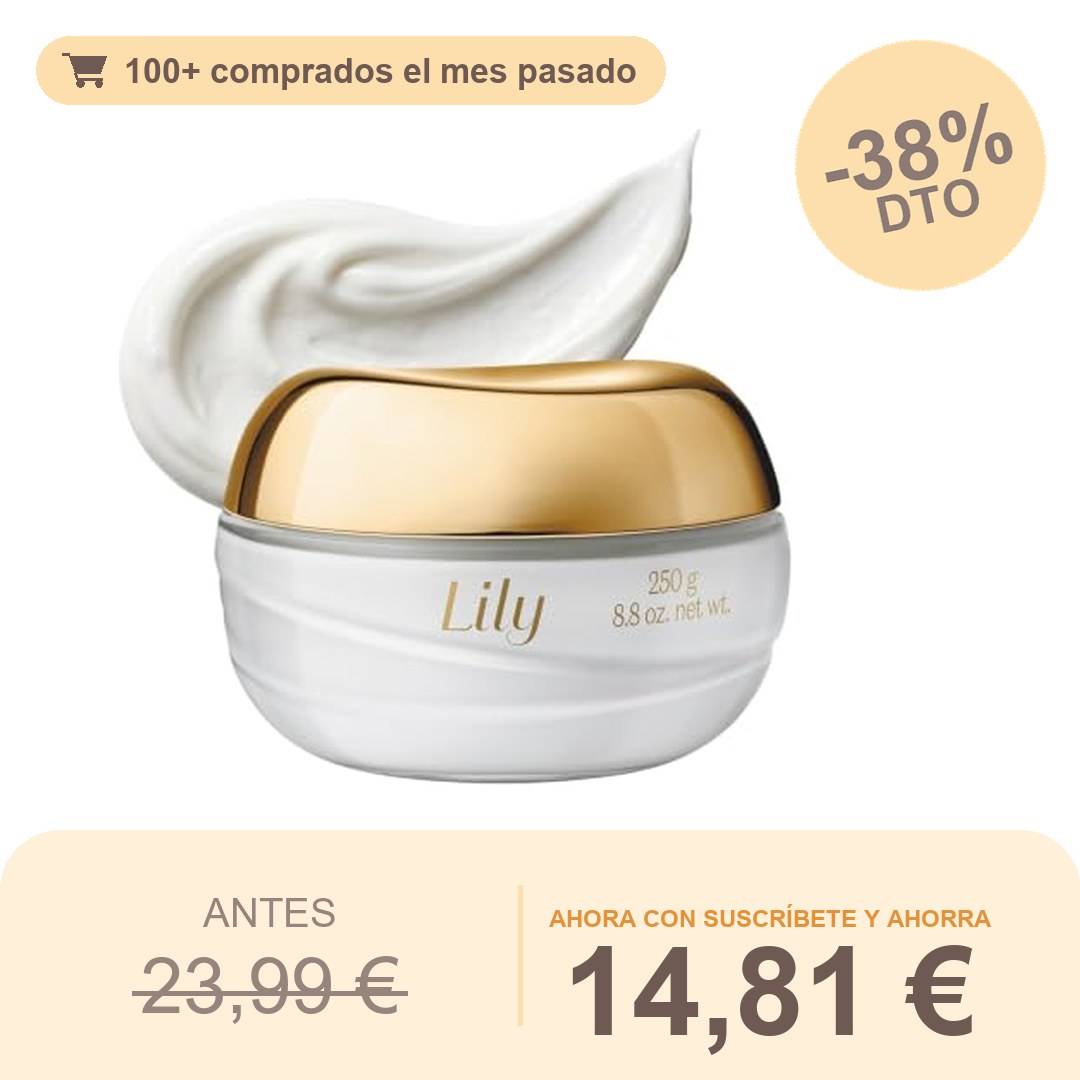 100+ comprados el mes pasado
-38%
DTO
Lily
250 g
8.8 oz. net wt.
ANTES
23,99 €
AHORA CON SUSCRÍBETE Y AHORRA
14,81 €